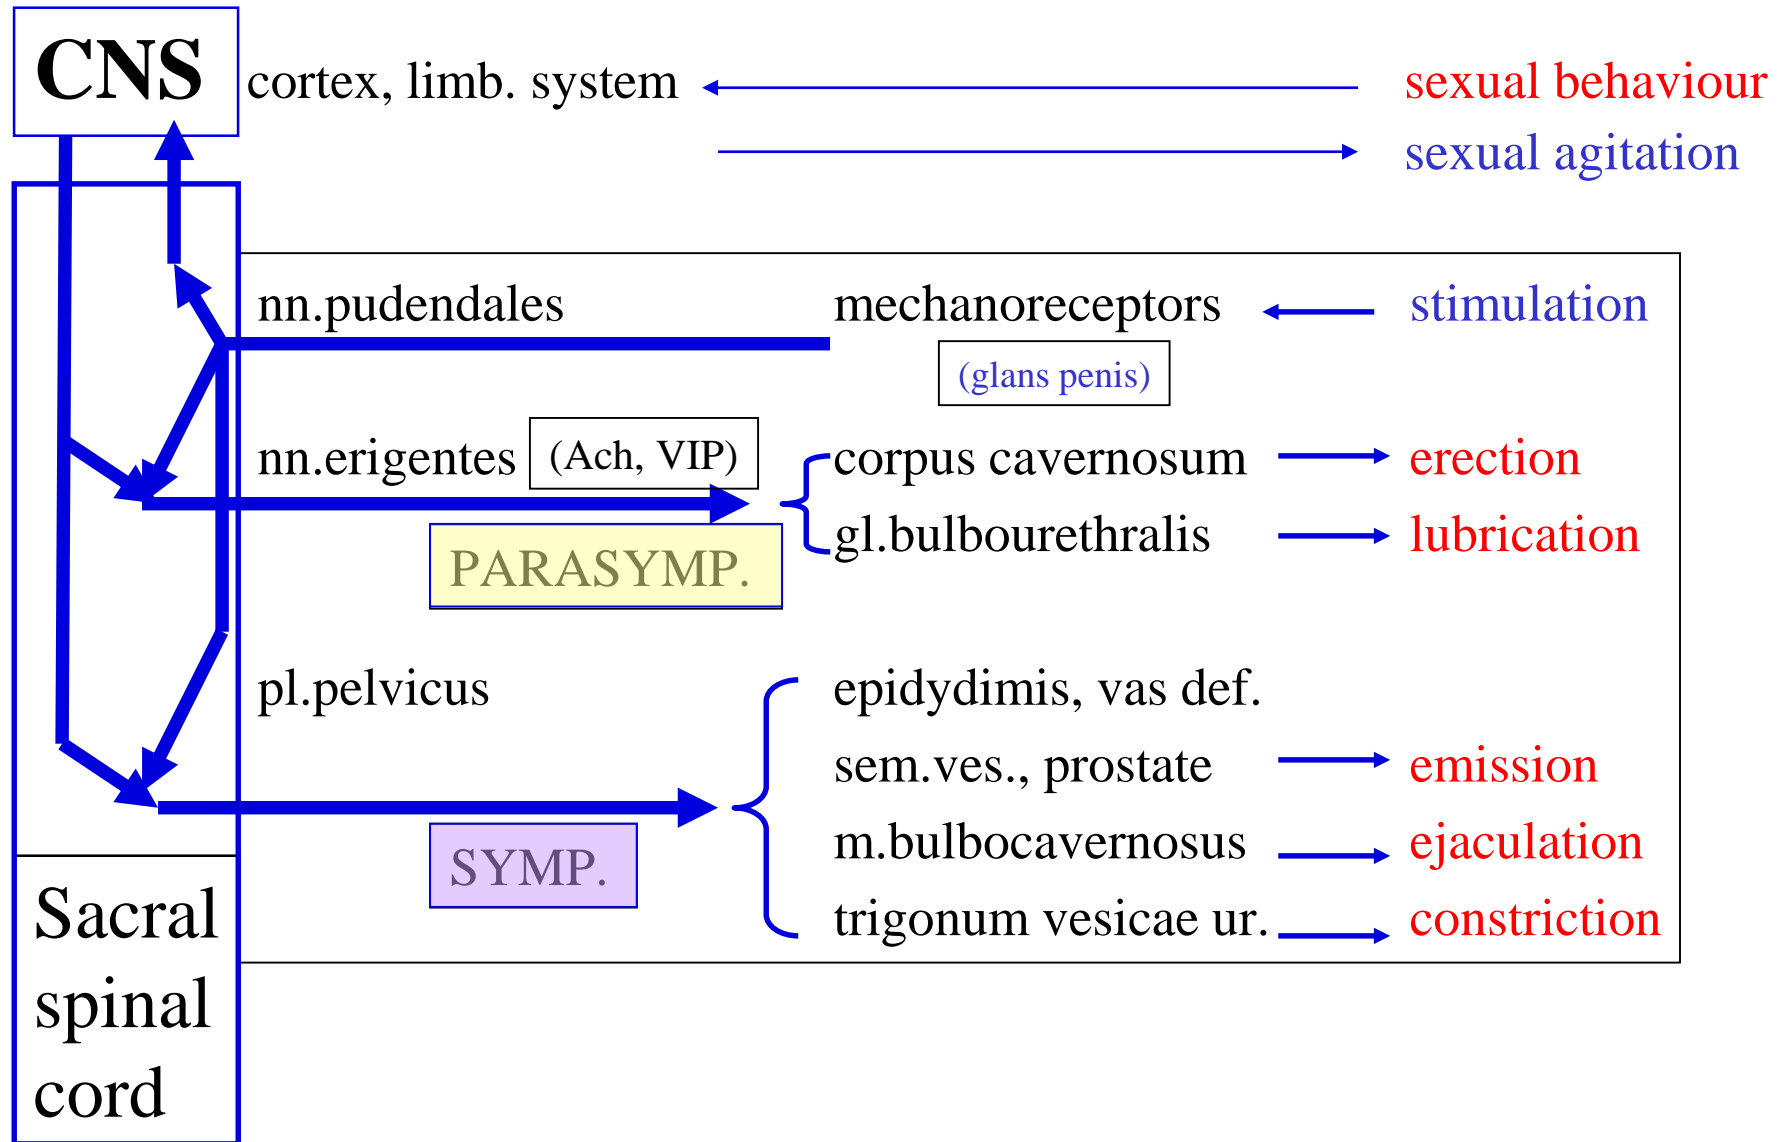 CNS cortex, limb. system sexual behaviour
sexual agitation
nn.pudendales mechanoreceptors stimulation
(glans penis)
nn.erigentes (Ach, VIP) corpus cavernosum erection
gl.bulbourethralis lubrication
PARASYMP.
pl.pelvicus epidydimis, vas def.
sem.ves., prostate emission
m.bulbocavernosus ejaculation
SYMP.
trigonum vesicae ur. constriction
Sacral
spinal
cord